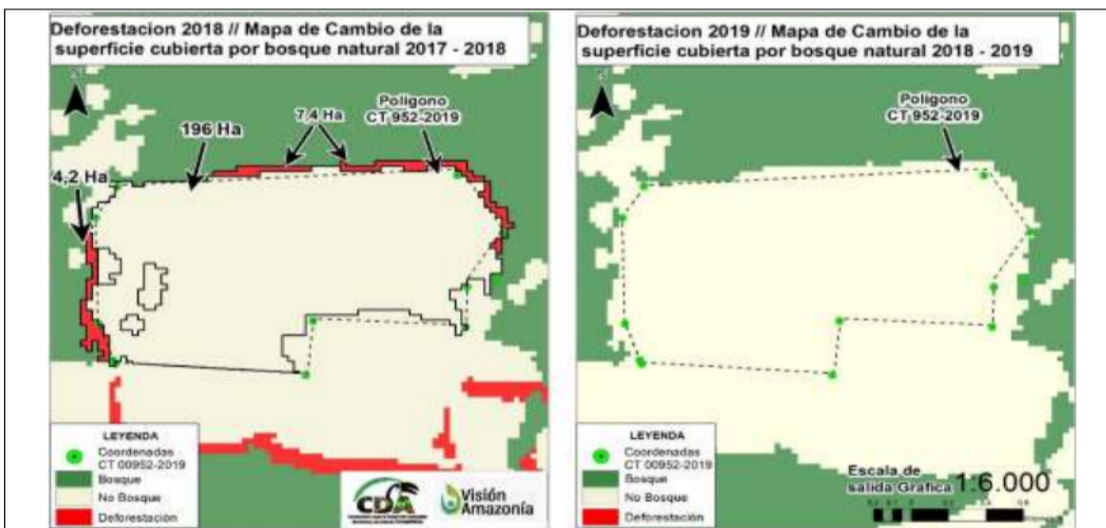 Deforestacion 2018 // Mapa de Cambio de la
superficie cubierta por bosque natural 2017 - 2018
N
196 Ha
7,4 Ha
Poligono
CT 952-2019
4,2 Ha
LEYENDA
Coordenadas
CT 00952-2019
Bosque
No Bosque
Deforestación
CDA
Visión
Amazonía
Deforestacion 2019 // Mapa de Cambio de la
superficie cubierta por bosque natural 2018 - 2019
Poligono
CT 952-2019
LEYENDA
Coordenadas
CT 00952-2019
Bosque
No Bosque
Deforestación
Escala de
salida Grafica 1:6.000